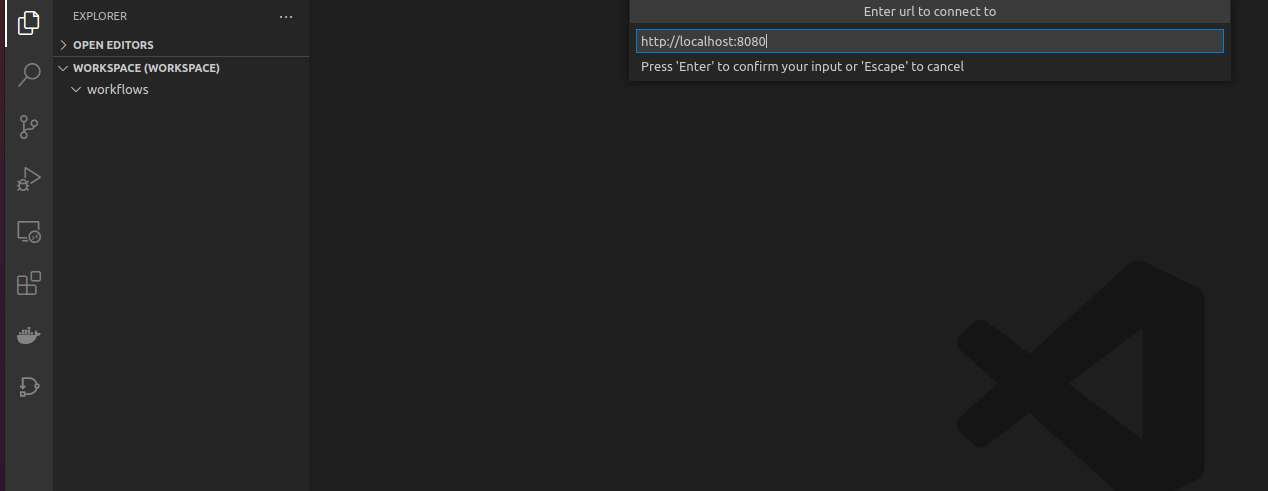 EXPLORER
OPEN EDITORS
WORKSPACE (WORKSPACE)
workflows
Enter url to connect to
http://localhost:8080
Press 'Enter' to confirm your input or 'Escape' to cancel